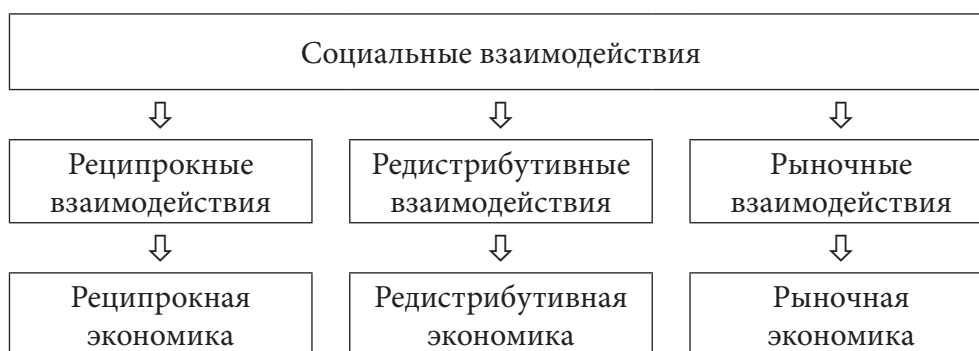 Социальные взаимодействия
Реципрокные
взаимодействия
Редистрибутивные
взаимодействия
Рыночные
взаимодействия
Реципрокная
экономика
Редистрибутивная
экономика
Рыночная
экономика